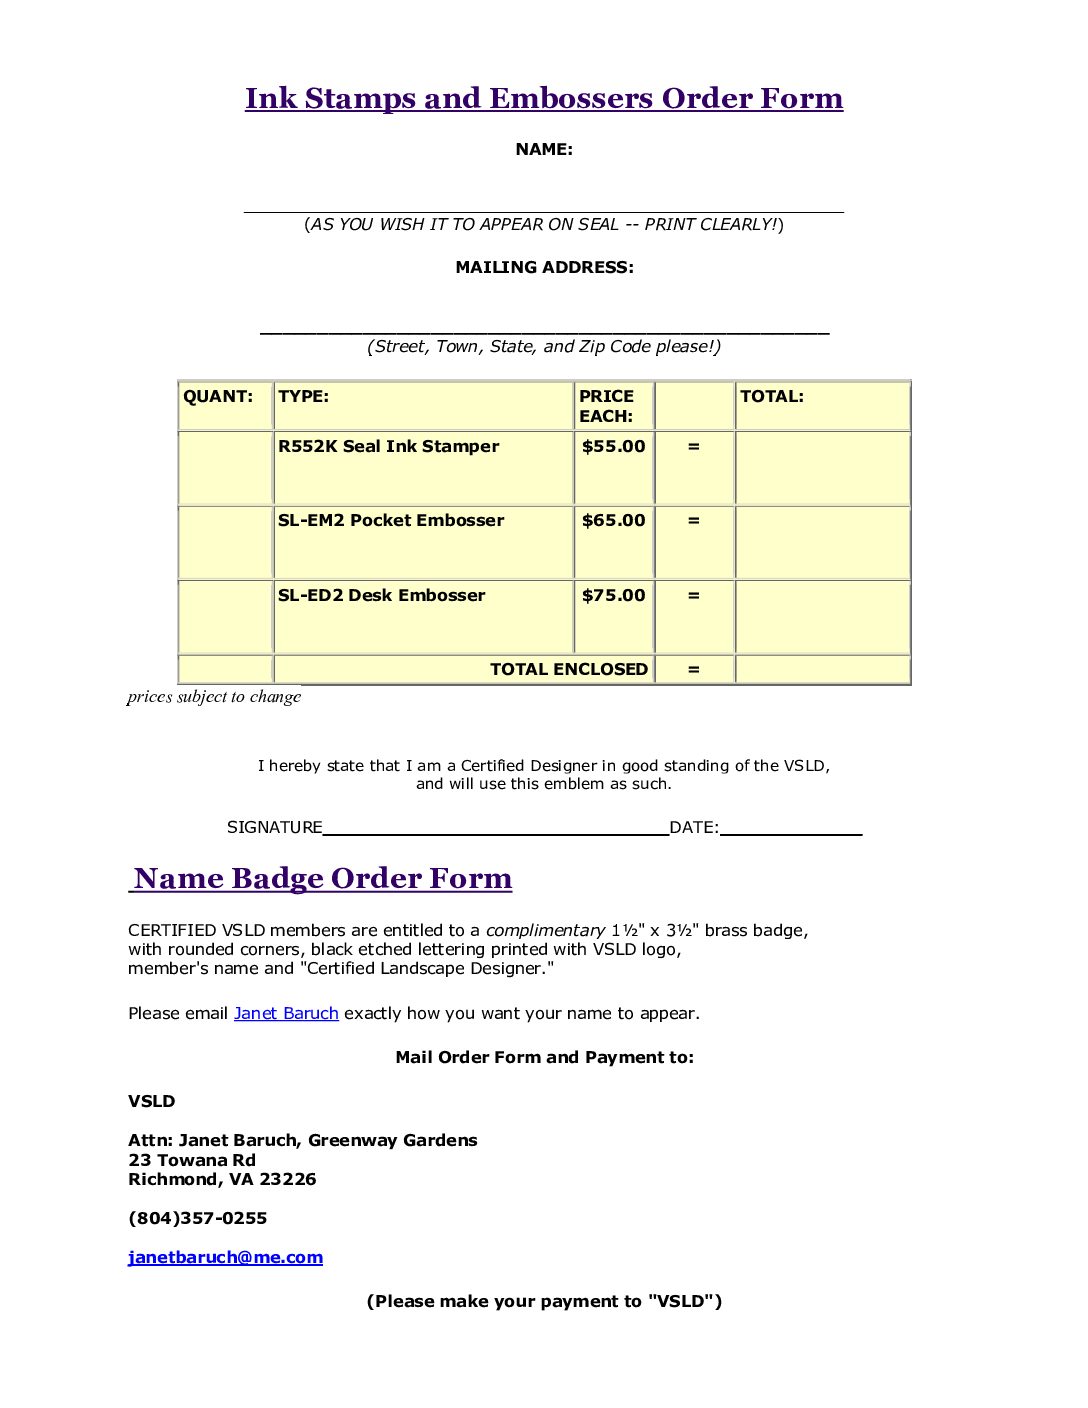 Ink Stamps and Embossers Order Form
NAME:
(AS YOU WISH IT TO APPEAR ON SEAL -- PRINT CLEARLY!)
MAILING ADDRESS:
(Street, Town, State, and Zip Code please!)
QUANT: TYPE: PRICE EACH: TOTAL:
R552K Seal Ink Stamper $55.00 =
SL-EM2 Pocket Embosser $65.00 =
SL-ED2 Desk Embosser $75.00 =
TOTAL ENCLOSED =
prices subject to change
I hereby state that I am a Certified Designer in good standing of the VSLD,
and will use this emblem as such.
SIGNATURE DATE:
Name Badge Order Form
CERTIFIED VSLD members are entitled to a complimentary 1½" x 3½" brass badge,
with rounded corners, black etched lettering printed with VSLD logo,
member's name and "Certified Landscape Designer."
Please email Janet Baruch exactly how you want your name to appear.
Mail Order Form and Payment to:
VSLD
Attn: Janet Baruch, Greenway Gardens
23 Towana Rd
Richmond, VA 23226
(804)357-0255
janetbaruch@me.com
(Please make your payment to "VSLD")